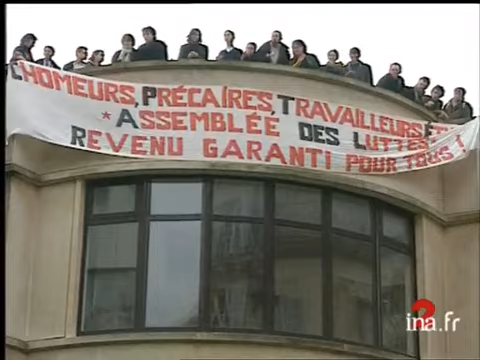 CHOMEURS, PRÉCAIRES, TRAVAILLEURS
* ASSEMBLÉE DES LUTTES
REVENU GARANTI POUR TOUS !
ina.fr